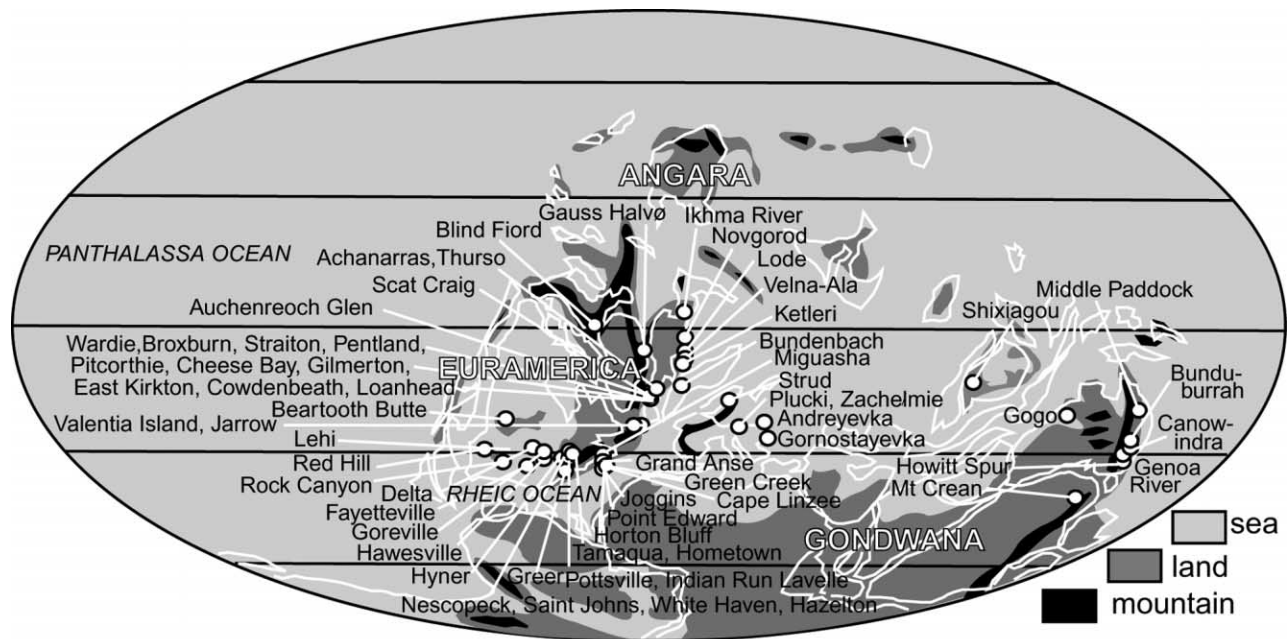 ANGARA
Gauss Halvø
Ikhma River
Blind Fiord
Novgorod
PANTHALASSA OCEAN
Achanarras,Thurso
Lode
Scat Craig
Velna-Ala
Middle Paddock
Auchenreoch Glen
Ketleri
Shixiagou
Wardie,Broxburn, Straiton, Pentland,
Pitcorthie, Cheese Bay, Gilmerton,
East Kirkton, Cowdenbeath, Loanhead
EURAMERICA
Bundenbach
Miguasha
Strud
Bundu-
burrah
Beartooth Butte
Plucki, Zachełmie
Valentia Island, Jarrow
Andreyevka
Gogo
Canow-
indra
Lehi
Gornostayevka
Red Hill
Grand Anse
Howitt Spur
Genoa
River
Rock Canyon
Green Creek
Mt Crean
Delta
RHEIC OCEAN
Joggins
Cape Linzee
Fayetteville
Point Edward
Goreville
Horton Bluff
GONDWANA
sea
Hawesville
Tamaqua, Hometown
Hyner
Greer
Pottsville, Indian Run Lavelle
land
Nescopeck, Saint Johns, White Haven, Hazelton
mountain